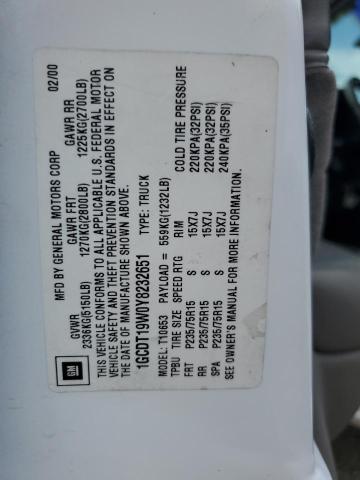 MFD BY GENERAL MOTORS CORP 02/00
GVWR GAWR FRT GAWR RR
2336KG(5150LB) 1270KG(2800LB) 1225KG(2700LB)
THIS VEHICLE CONFORMS TO ALL APPLICABLE U.S. FEDERAL MOTOR
VEHICLE SAFETY AND THEFT PREVENTION STANDARDS IN EFFECT ON
THE DATE OF MANUFACTURE SHOWN ABOVE.
1GCDT19W0Y8232651 TYPE: TRUCK
MODEL: T10653 PAYLOAD = 559KG(1232LB)
TPBU TIRE SIZE SPEED RTG RIM COLD TIRE PRESSURE
FRT P235/75R15 S 15X7J 220KPA(32PSI)
RR P235/75R15 S 15X7J 220KPA(32PSI)
SPA P235/75R15 S 15X7J 240KPA(35PSI)
SEE OWNER'S MANUAL FOR MORE INFORMATION.
GM